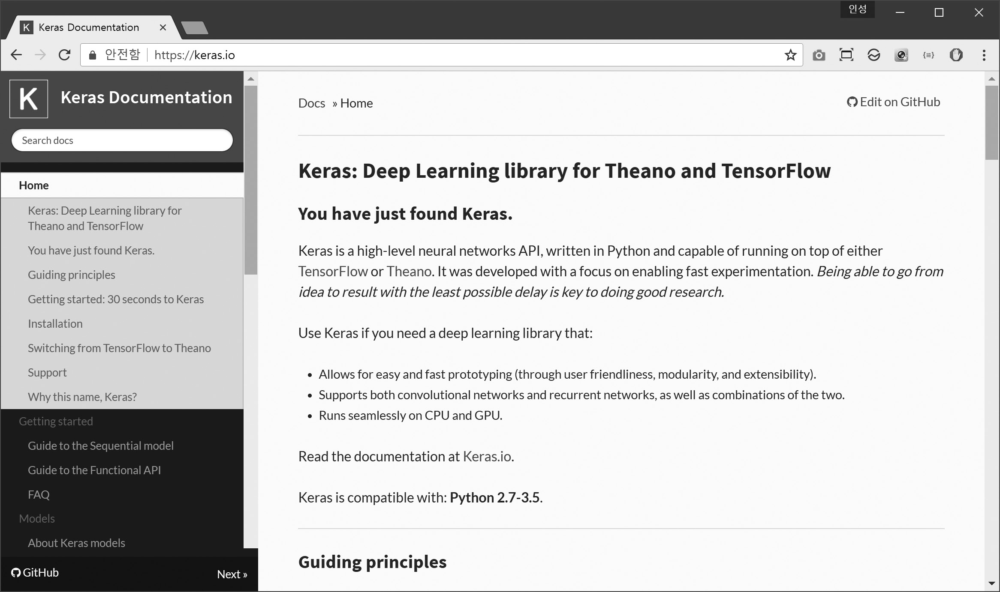 인성
K Keras Documentation
안전함 https://keras.io
K Keras Documentation
Search docs
Home
Keras: Deep Learning library for
Theano and TensorFlow
You have just found Keras.
Guiding principles
Getting started: 30 seconds to Keras
Installation
Switching from TensorFlow to Theano
Support
Why this name, Keras?
Getting started
Guide to the Sequential model
Guide to the Functional API
FAQ
Models
About Keras models
GitHub
Next »
Docs » Home
Edit on GitHub
Keras: Deep Learning library for Theano and TensorFlow
You have just found Keras.
Keras is a high-level neural networks API, written in Python and capable of running on top of either
TensorFlow or Theano. It was developed with a focus on enabling fast experimentation. Being able to go from
idea to result with the least possible delay is key to doing good research.
Use Keras if you need a deep learning library that:
• Allows for easy and fast prototyping (through user friendliness, modularity, and extensibility).
• Supports both convolutional networks and recurrent networks, as well as combinations of the two.
• Runs seamlessly on CPU and GPU.
Read the documentation at Keras.io.
Keras is compatible with: Python 2.7-3.5.
Guiding principles